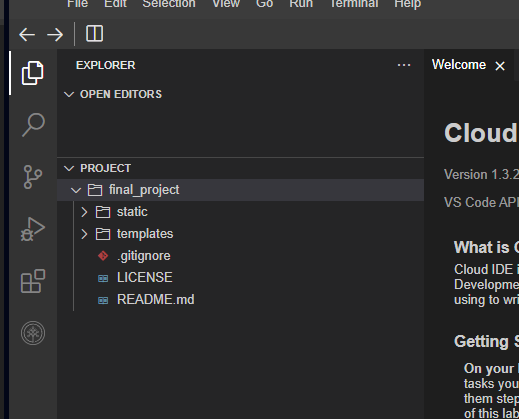 File Edit Selection View Go Run Terminal Help
EXPLORER
Welcome
OPEN EDITORS
PROJECT
final_project
static
templates
.gitignore
LICENSE
README.md
Cloud
Version 1.3.2
VS Code API
What is
Cloud IDE
Developme
using to wri
Getting S
On your
tasks you
them step
of this lab